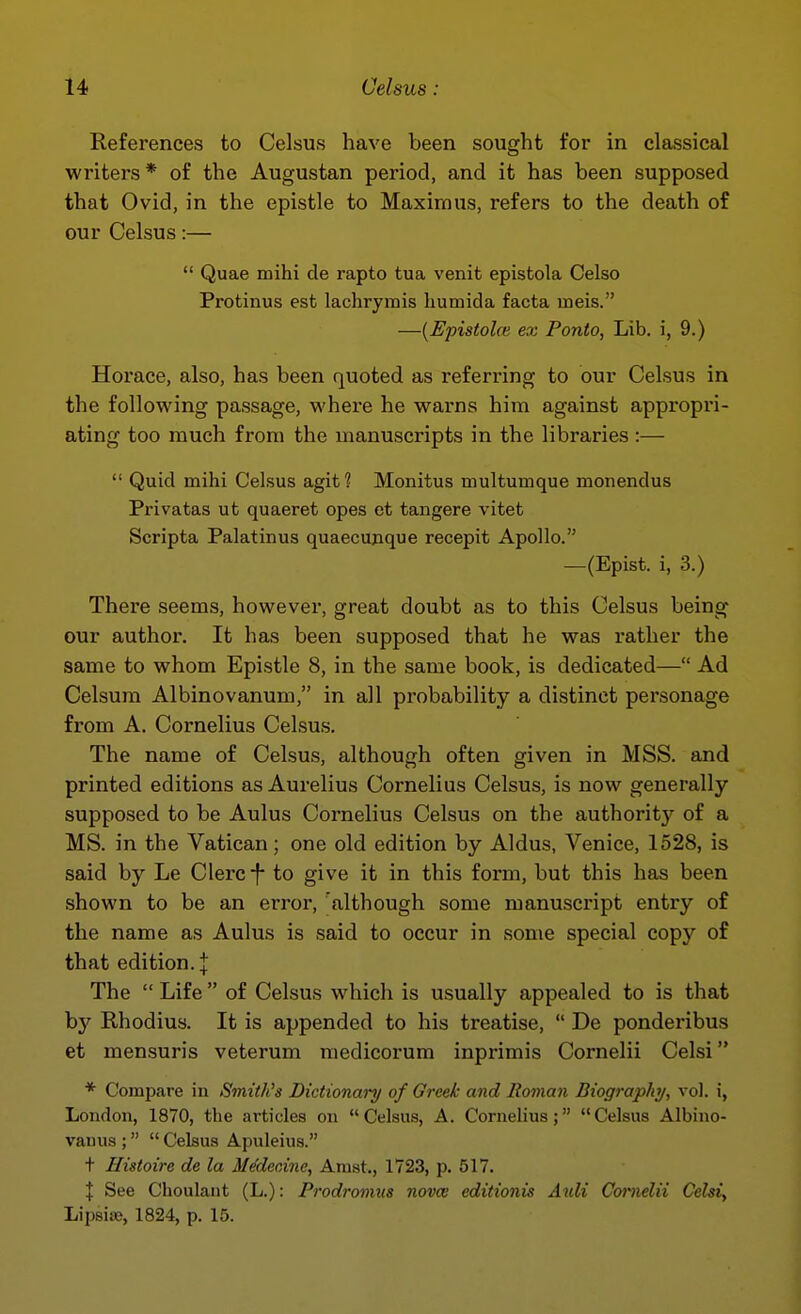 14 Celsus :
References to Celsus have been sought for in classical
writers * of the Augustan period, and it has been supposed
that Ovid, in the epistle to Maximus, refers to the death of
our Celsus :—
“ Quae mihi de rapto tua venit epistola Celso
Protinus est lachrymis humida facta meis.”
—(Epistolæ ex Ponto, Lib. i, 9.)
Horace, also, has been quoted as referring to our Celsus in
the following passage, where he warns him against appropri-
ating too much from the manuscripts in the libraries :—
“ Quid mihi Celsus agit ? Monitus multumque monendus
Privatas ut quaeret opes et tangere vitet
Scripta Palatinus quaecunque recepit Apollo.”
—(Epist. i, 3.)
There seems, however, great doubt as to this Celsus being
our author. It has been supposed that he was rather the
same to whom Epistle 8, in the same book, is dedicated—“ Ad
Celsum Albinovanum,” in all probability a distinct personage
from A. Cornelius Celsus.
The name of Celsus, although often given in MSS. and
printed editions as Aurelius Cornelius Celsus, is now generally
supposed to be Aulus Cornelius Celsus on the authority of a
MS. in the Vatican ; one old edition by Aldus, Venice, 1528, is
said by Le Clerc † to give it in this form, but this has been
shown to be an error, 'although some manuscript entry of
the name as Aulus is said to occur in some special copy of
that edition. ‡
The “ Life ” of Celsus which is usually appealed to is that
by Rhodius. It is appended to his treatise, “ De ponderibus
et mensuris veterum medicorum inprimis Cornelii Celsi ”
* Compare in Smith's Dictionary of Greek and Roman Biography, vol. i,
London, 1870, the articles on “ Celsus, A. Cornelius ; ” “ Celsus Albino-
vanus ; ” “ Celsus Apuleius.”
† Histoire de la Médecine, Amst., 1723, p. 517.
‡ See Choulant (L.) : Prodromus novæ editionis Auli Cornelii Celsi,
Lipsiæ, 1824, p. 15.